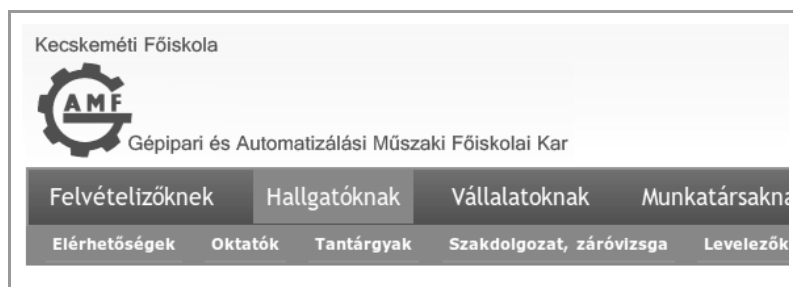 Kecskeméti Főiskola
AMF
Gépipari és Automatizálási Műszaki Főiskolai Kar
Felvételizőknek Hallgatóknak Vállalatoknak Munkatársakna
Elérhetőségek Oktatók Tantárgyak Szakdolgozat, záróvizsga Levelezők